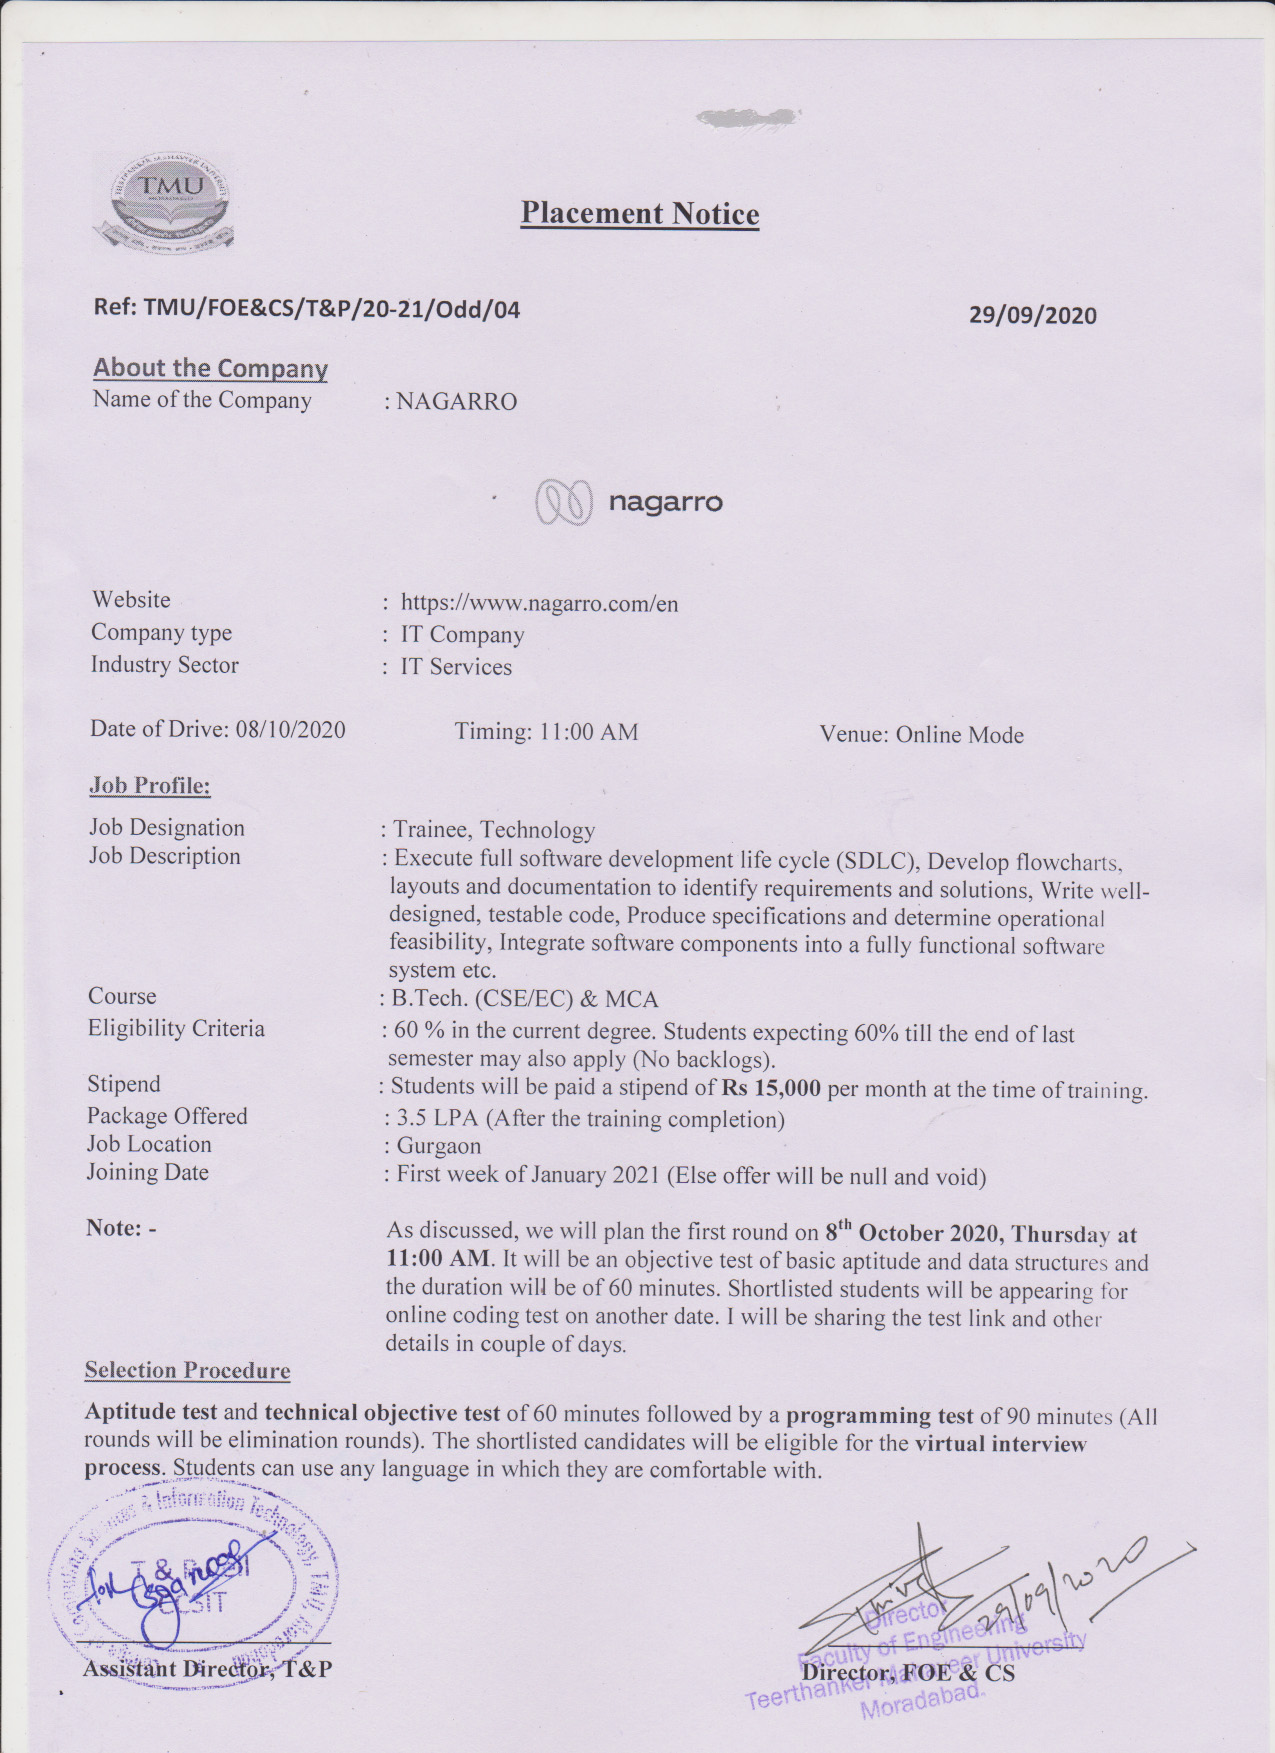 TMU
MORADABAD
Placement Notice
Ref: TMU/FOE&CS/T&P/20-21/Odd/04
29/09/2020
About the Company
Name of the Company : NAGARRO
nagarro
Website : https://www.nagarro.com/en
Company type : IT Company
Industry Sector : IT Services
Date of Drive: 08/10/2020 Timing: 11:00 AM Venue: Online Mode
Job Profile:
Job Designation : Trainee, Technology
Job Description : Execute full software development life cycle (SDLC), Develop flowcharts,
layouts and documentation to identify requirements and solutions, Write well-
designed, testable code, Produce specifications and determine operational
feasibility, Integrate software components into a fully functional software
system etc.
Course : B.Tech. (CSE/EC) & MCA
Eligibility Criteria : 60 % in the current degree. Students expecting 60% till the end of last
semester may also apply (No backlogs).
Stipend : Students will be paid a stipend of Rs 15,000 per month at the time of training.
Package Offered : 3.5 LPA (After the training completion)
Job Location : Gurgaon
Joining Date : First week of January 2021 (Else offer will be null and void)
Note: - As discussed, we will plan the first round on 8th October 2020, Thursday at
11:00 AM. It will be an objective test of basic aptitude and data structures and
the duration will be of 60 minutes. Shortlisted students will be appearing for
online coding test on another date. I will be sharing the test link and other
details in couple of days.
Selection Procedure
Aptitude test and technical objective test of 60 minutes followed by a programming test of 90 minutes (All
rounds will be elimination rounds). The shortlisted candidates will be eligible for the virtual interview
process. Students can use any language in which they are comfortable with.
& Information Technology, TMU,
T & P
CCSIT
29/09/2020
Director
Faculty of Engineering
Teerthanker Mahaveer University
Moradabad.
Assistant Director, T&P
Director, FOE & CS